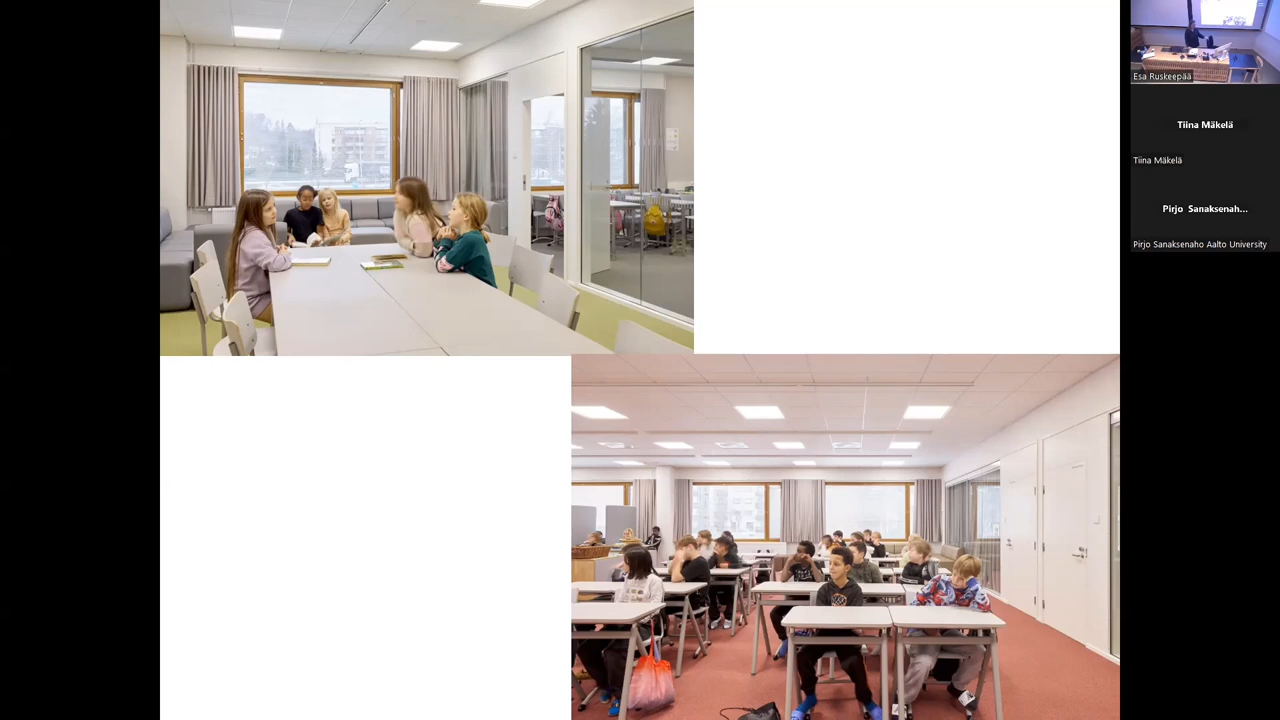 Esa Ruskeepää
Tiina Mäkelä
Tiina Mäkelä
Pirjo Sanaksenah...
Pirjo Sanaksenaho Aalto University